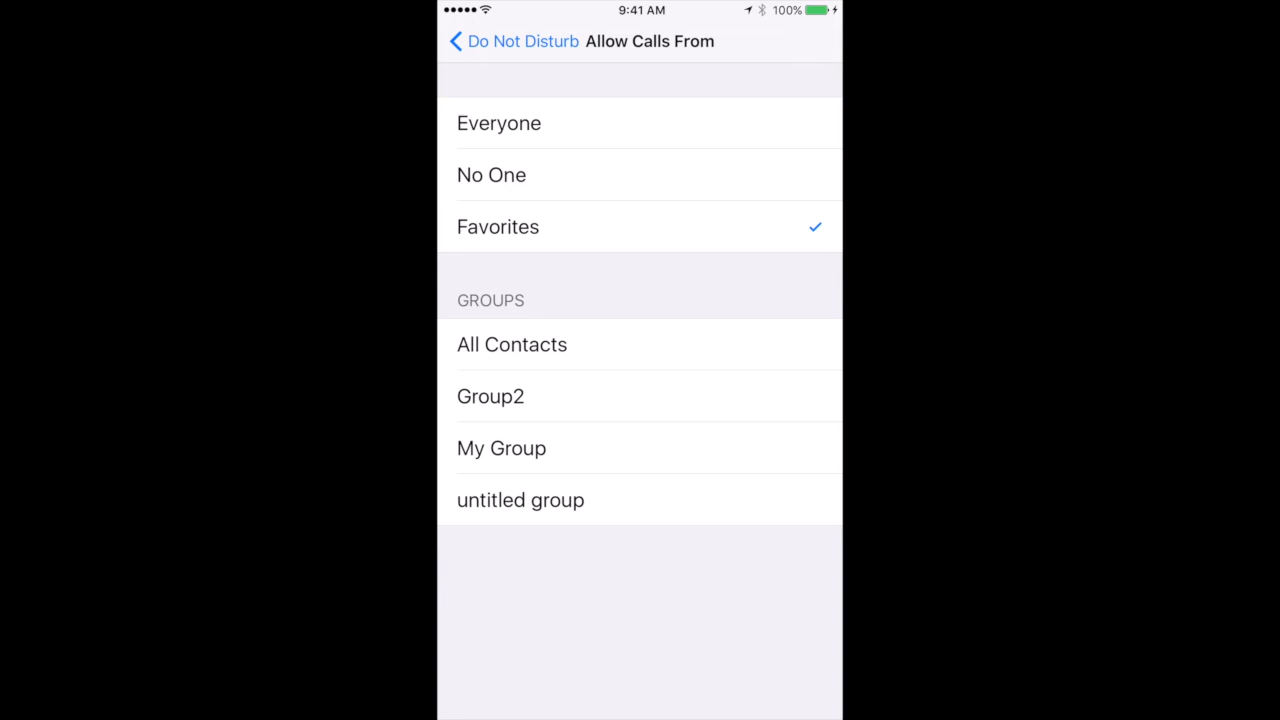 9:41 AM 100%
Do Not Disturb Allow Calls From
Everyone
No One
Favorites
GROUPS
All Contacts
Group2
My Group
untitled group